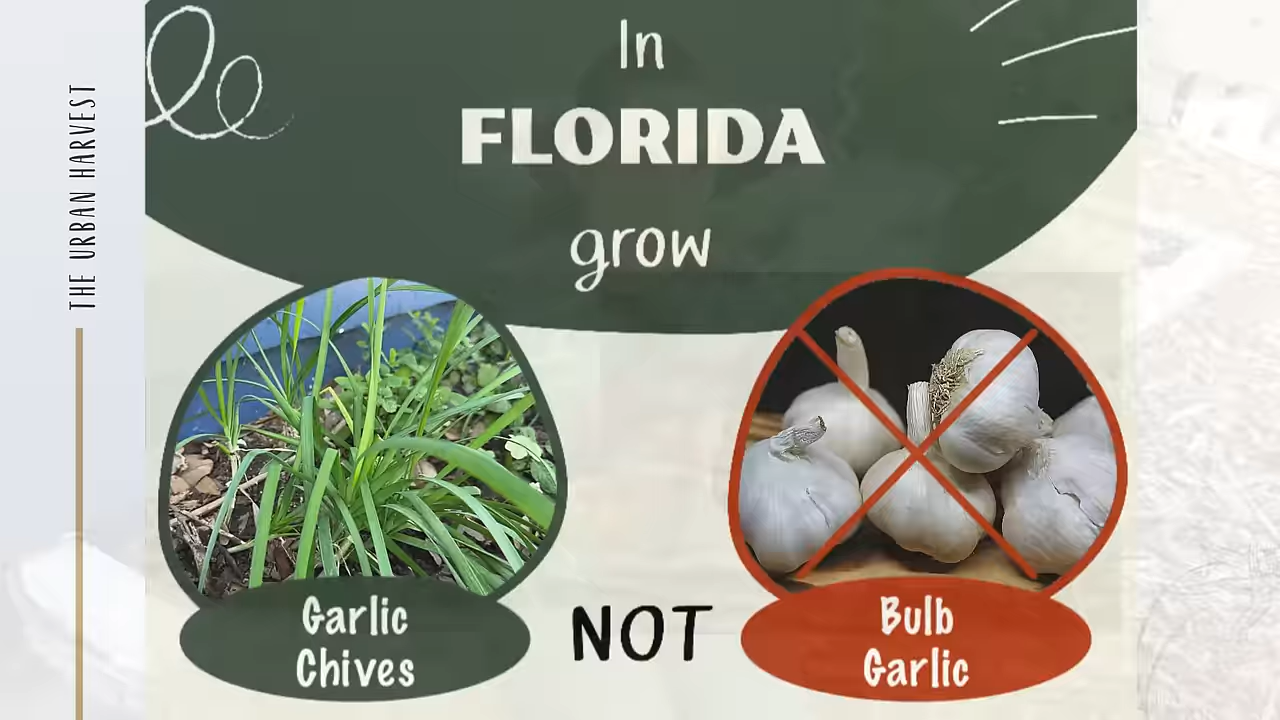 THE URBAN HARVEST
In
FLORIDA
grow
Garlic
Chives
NOT
Bulb
Garlic